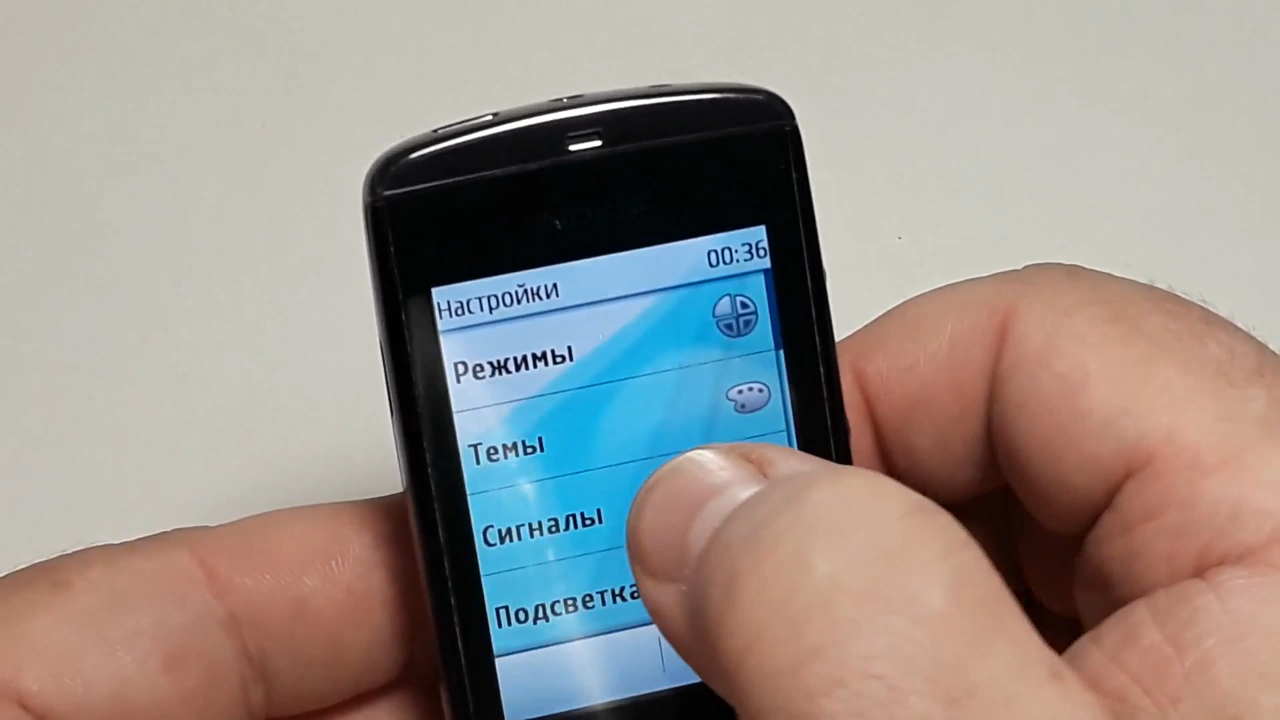 00:36
Настройки
Режимы
Темы
Сигналы
Подсветка